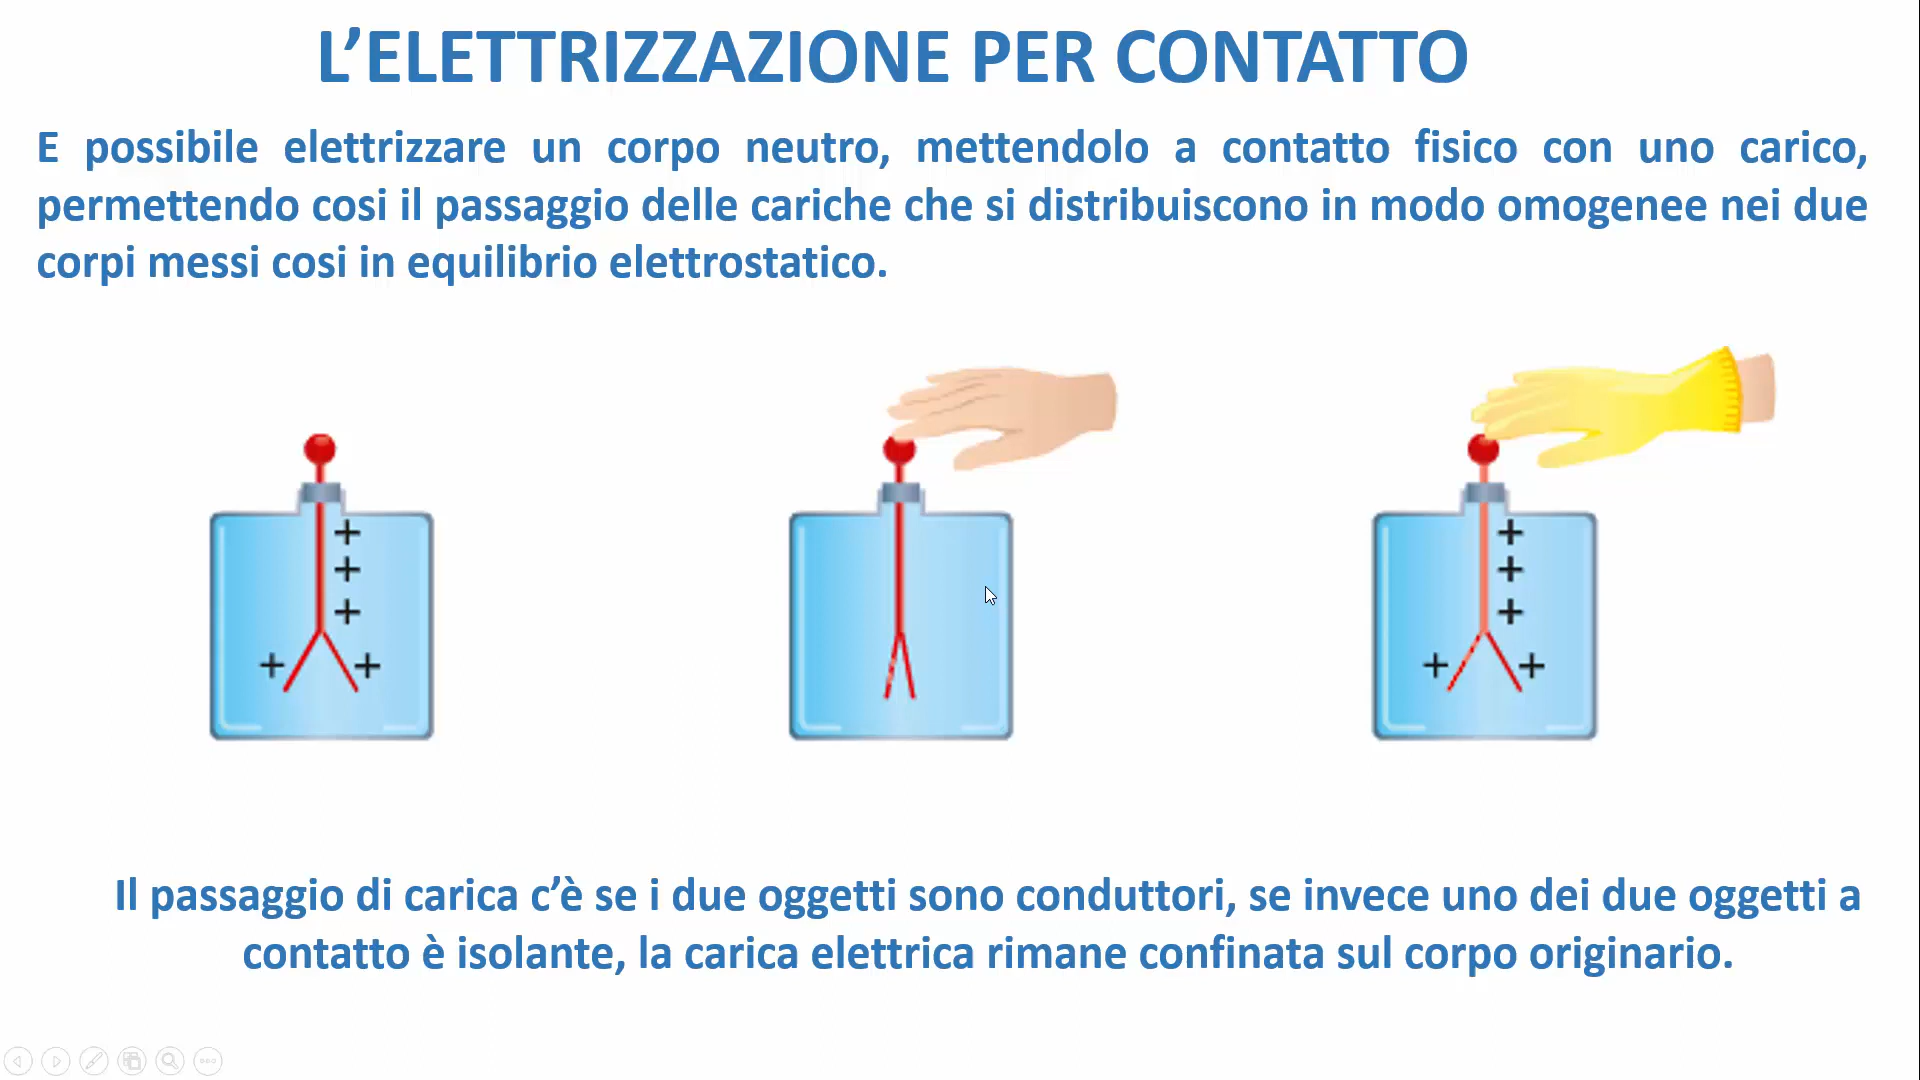 L’ELETTRIZZAZIONE PER CONTATTO
E possibile elettrizzare un corpo neutro, mettendolo a contatto fisico con uno carico,
permettendo cosi il passaggio delle cariche che si distribuiscono in modo omogenee nei due
corpi messi cosi in equilibrio elettrostatico.
+ + +
+ + +
+ +
+ + + +
Il passaggio di carica c’è se i due oggetti sono conduttori, se invece uno dei due oggetti a
contatto è isolante, la carica elettrica rimane confinata sul corpo originario.